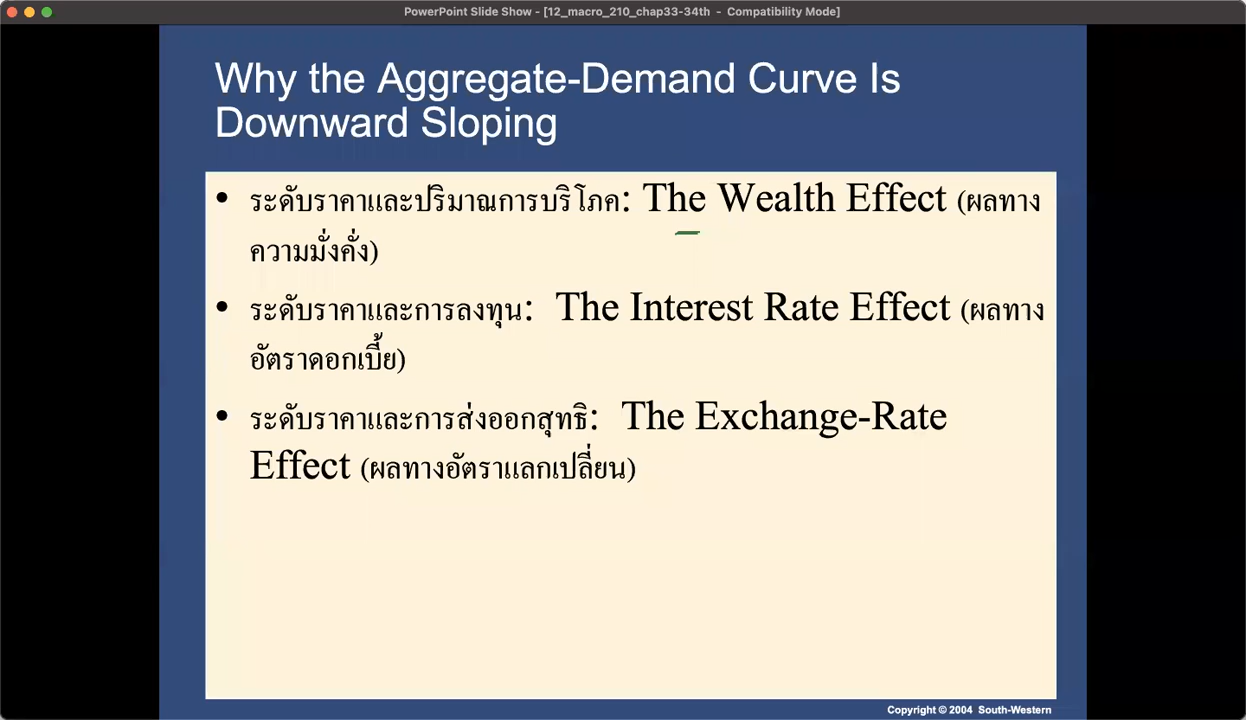 PowerPoint Slide Show - [12_macro_210_chap33-34th - Compatibility Mode]
Why the Aggregate-Demand Curve Is
Downward Sloping
• ระดับราคาและปริมาณการบริโภค: The Wealth Effect (ผลทาง
ความมั่งคั่ง)
• ระดับราคาและการลงทุน: The Interest Rate Effect (ผลทาง
อัตราดอกเบี้ย)
• ระดับราคาและการส่งออกสุทธิ: The Exchange-Rate
Effect (ผลทางอัตราแลกเปลี่ยน)
Copyright © 2004 South-Western